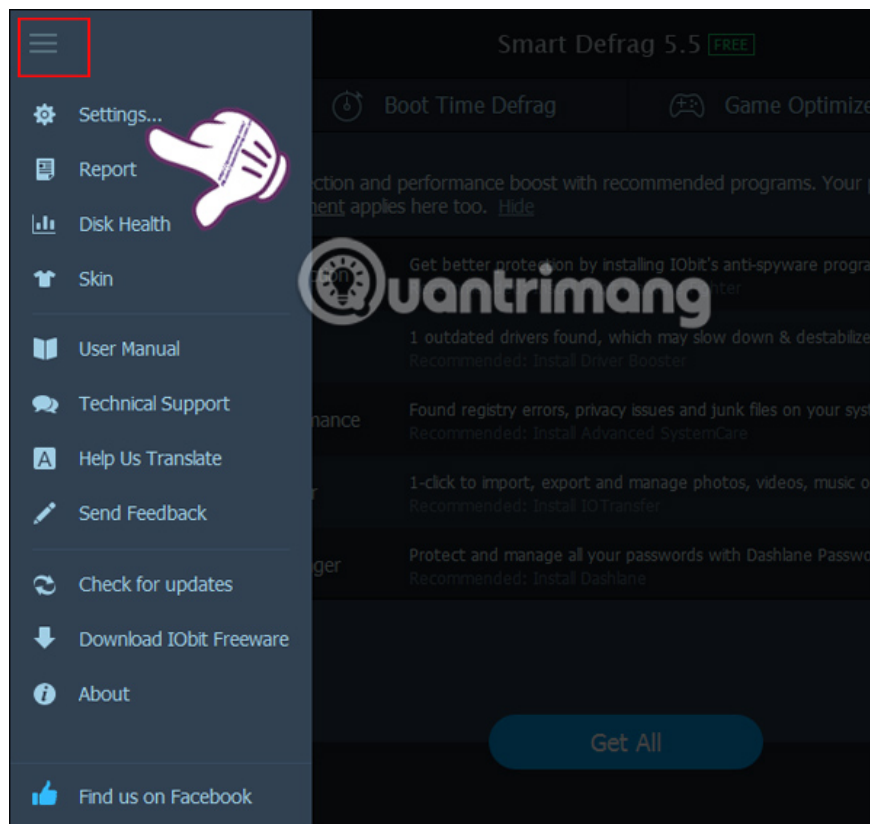 Smart Defrag 5.5 FREE
Settings...
Boot Time Defrag
Game Optimize
Report
ction and performance boost with recommended programs. Your p
ment applies here too. Hide
Disk Health
Skin
Get better protection by installing IObit's anti-spyware progra
Quantrimang
1 outdated drivers found, which may slow down & destabilize
Recommended: Install Driver Booster
User Manual
Technical Support
mance
Found registry errors, privacy issues and junk files on your syst
Recommended: Install Advanced SystemCare
Help Us Translate
1-click to import, export and manage photos, videos, music o
Recommended: Install IOTransfer
Send Feedback
ger
Protect and manage all your passwords with Dashlane Passwo
Recommended: Install Dashlane
Check for updates
Download IObit Freeware
About
Get All
Find us on Facebook